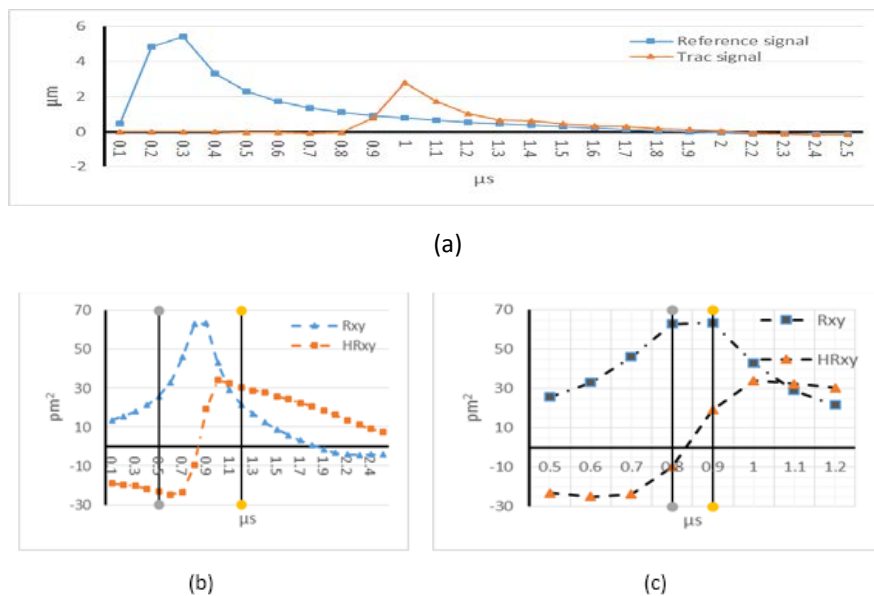 6
4
2
0
-2
μm
Reference signal
Trac signal
0.1 0.2 0.3 0.4 0.5 0.6 0.7 0.8 0.9 1 1.1 1.2 1.3 1.4 1.5 1.6 1.7 1.8 1.9 2 2.1 2.2 2.3 2.4 2.5
μs
(a)
70
50
30
10
-10
-30
pm²
Rxy
HRxy
0.1 0.3 0.5 0.7 0.9 1.1 1.3 1.5 1.7 1.9 2.2 2.4
μs
(b)
70
50
30
10
-10
-30
pm²
Rxy
HRxy
0.5 0.6 0.7 0.8 0.9 1 1.1 1.2
μs
(c)